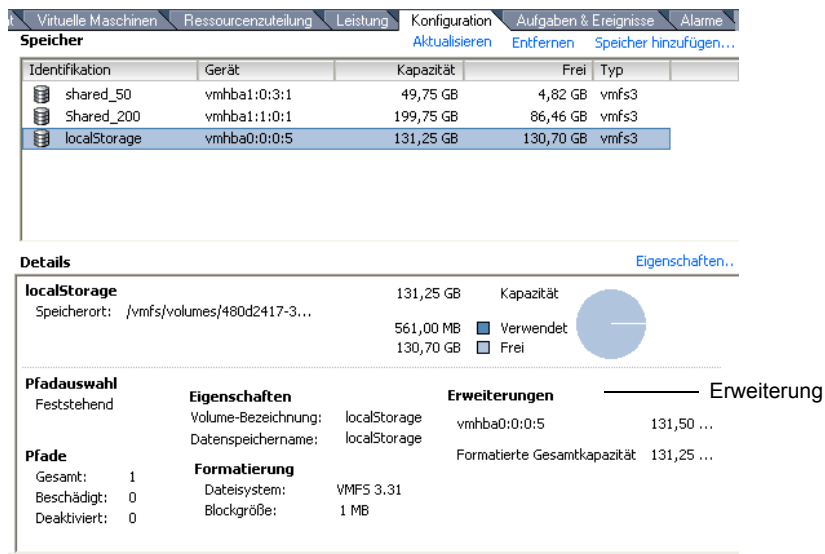 Virtuelle Maschinen Ressourcenzuteilung Leistung Konfiguration Aufgaben & Ereignisse Alarme
Speicher Aktualisieren Entfernen Speicher hinzufügen...
Identifikation Gerät Kapazität Frei Typ
shared_50 vmhba1:0:3:1 49,75 GB 4,82 GB vmfs3
Shared_200 vmhba1:1:0:1 199,75 GB 86,46 GB vmfs3
localStorage vmhba0:0:0:5 131,25 GB 130,70 GB vmfs3
Details Eigenschaften..
localStorage 131,25 GB Kapazität
Speicherort: /vmfs/volumes/480d2417-3...
561,00 MB Verwendet
130,70 GB Frei
Pfadauswahl
Feststehend
Pfade
Gesamt: 1
Beschädigt: 0
Deaktiviert: 0
Eigenschaften
Volume-Bezeichnung: localStorage
Datenspeichername: localStorage
Formatierung
Dateisystem: VMFS 3.31
Blockgröße: 1 MB
Erweiterungen
vmhba0:0:0:5 131,50 ...
Formatierte Gesamtkapazität 131,25 ...
Erweiterung